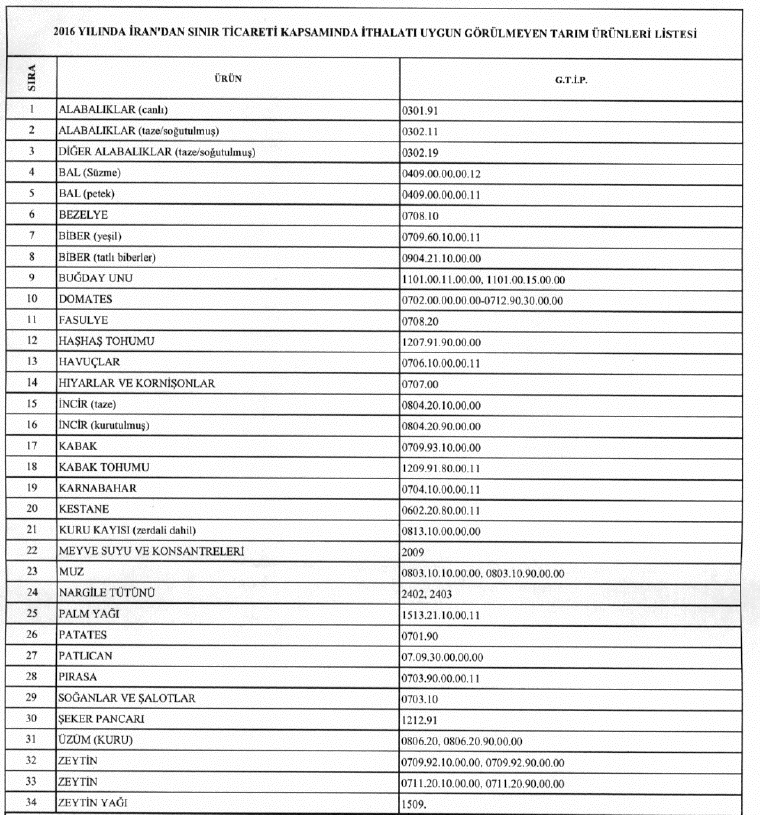 2016 YILINDA İRAN'DAN SINIR TİCARETİ KAPSAMINDA İTHALATI UYGUN GÖRÜLMEYEN TARIM ÜRÜNLERİ LİSTESİ
SIRA ÜRÜN G.T.İ.P.
1 ALABALIKLAR (canlı) 0301.91
2 ALABALIKLAR (taze/soğutulmuş) 0302.11
3 DİĞER ALABALIKLAR (taze/soğutulmuş) 0302.19
4 BAL (Süzme) 0409.00.00.00.12
5 BAL (petek) 0409.00.00.00.11
6 BEZELYE 0708.10
7 BİBER (yeşil) 0709.60.10.00.11
8 BİBER (tatlı biberler) 0904.21.10.00.00
9 BUĞDAY UNU 1101.00.11.00.00, 1101.00.15.00.00
10 DOMATES 0702.00.00.00.00-0712.90.30.00.00
11 FASULYE 0708.20
12 HAŞHAŞ TOHUMU 1207.91.90.00.00
13 HAVUÇLAR 0706.10.00.00.11
14 HIYARLAR VE KORNİŞONLAR 0707.00
15 İNCİR (taze) 0804.20.10.00.00
16 İNCİR (kurutulmuş) 0804.20.90.00.00
17 KABAK 0709.93.10.00.00
18 KABAK TOHUMU 1209.91.80.00.11
19 KARNABAHAR 0704.10.00.00.11
20 KESTANE 0602.20.80.00.11
21 KURU KAYISI (zerdali dahil) 0813.10.00.00.00
22 MEYVE SUYU VE KONSANTRELERİ 2009
23 MUZ 0803.10.10.00.00, 0803.10.90.00.00
24 NARGİLE TÜTÜNÜ 2402, 2403
25 PALM YAĞI 1513.21.10.00.11
26 PATATES 0701.90
27 PATLICAN 07.09.30.00.00.00
28 PIRASA 0703.90.00.00.11
29 SOĞANLAR VE ŞALOTLAR 0703.10
30 ŞEKER PANCARI 1212.91
31 ÜZÜM (KURU) 0806.20, 0806.20.90.00.00
32 ZEYTİN 0709.92.10.00.00, 0709.92.90.00.00
33 ZEYTİN 0711.20.10.00.00, 0711.20.90.00.00
34 ZEYTİN YAĞI 1509.